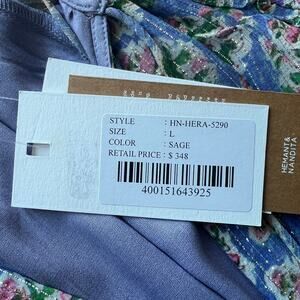 STYLE : HN-HERA-5290
SIZE : L
COLOR : SAGE
RETAIL PRICE : $ 348
400151643925
HEMANT &
NANDITA